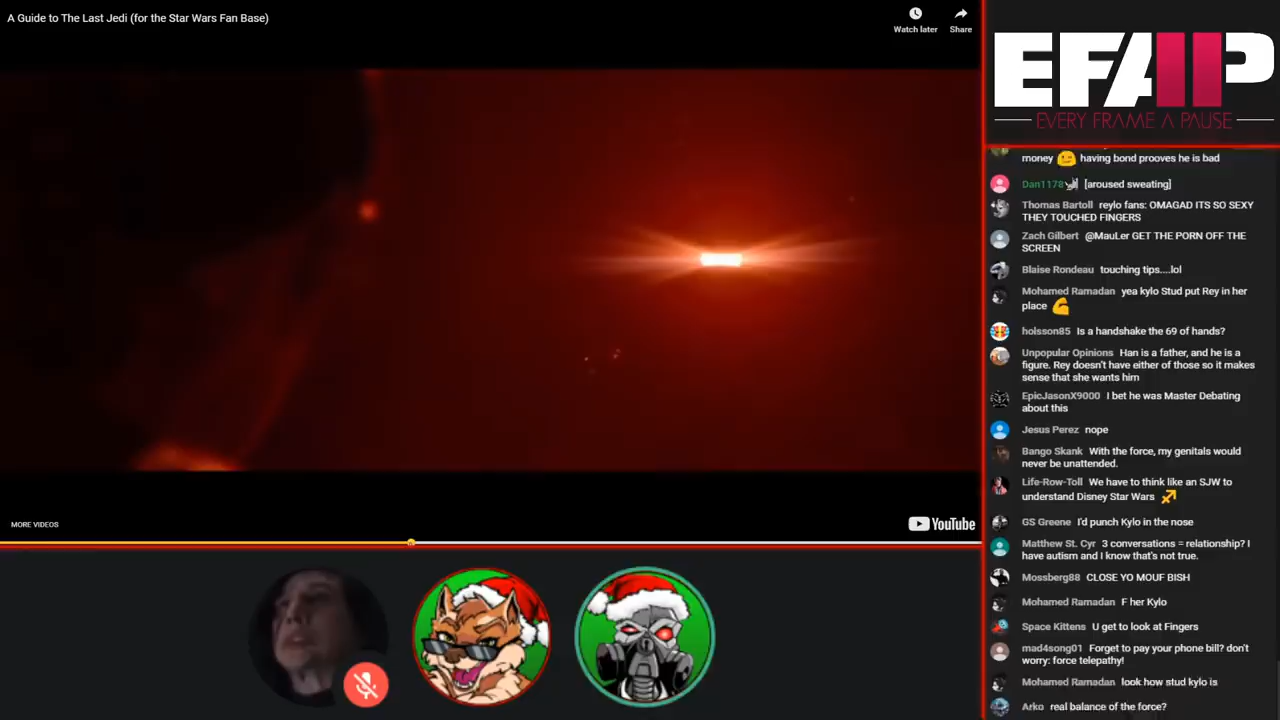 A Guide to The Last Jedi (for the Star Wars Fan Base)
Watch later
Share
EFAP
EVERY FRAME A PAUSE
money 🤔 having bond prooves he is bad
Dan1178 [aroused sweating]
Thomas Bartoll reylo fans: OMAGAD ITS SO SEXY
THEY TOUCHED FINGERS
Zach Gilbert @MauLer GET THE PORN OFF THE
SCREEN
Blaise Rondeau touching tips....lol
Mohamed Ramadan yea kylo Stud put Rey in her
place 💪
hoisson85 Is a handshake the 69 of hands?
Unpopular Opinions Han is a father, and he is a
figure. Rey doesn't have either of those so it makes
sense that she wants him
EpicJasonX9000 I bet he was Master Debating
about this
Jesus Perez nope
Bango Skank With the force, my genitals would
never be unattended.
Life-Row-Toll We have to think like an SJW to
understand Disney Star Wars ♐
GS Greene I'd punch Kylo in the nose
Matthew St. Cyr 3 conversations = relationship? I
have autism and I know that's not true.
Mossberg88 CLOSE YO MOUF BISH
Mohamed Ramadan F her Kylo
Space Kittens U get to look at Fingers
mad4song01 Forget to pay your phone bill? don't
worry: force telepathy!
Mohamed Ramadan look how stud kylo is
Arko real balance of the force?
MORE VIDEOS
YouTube